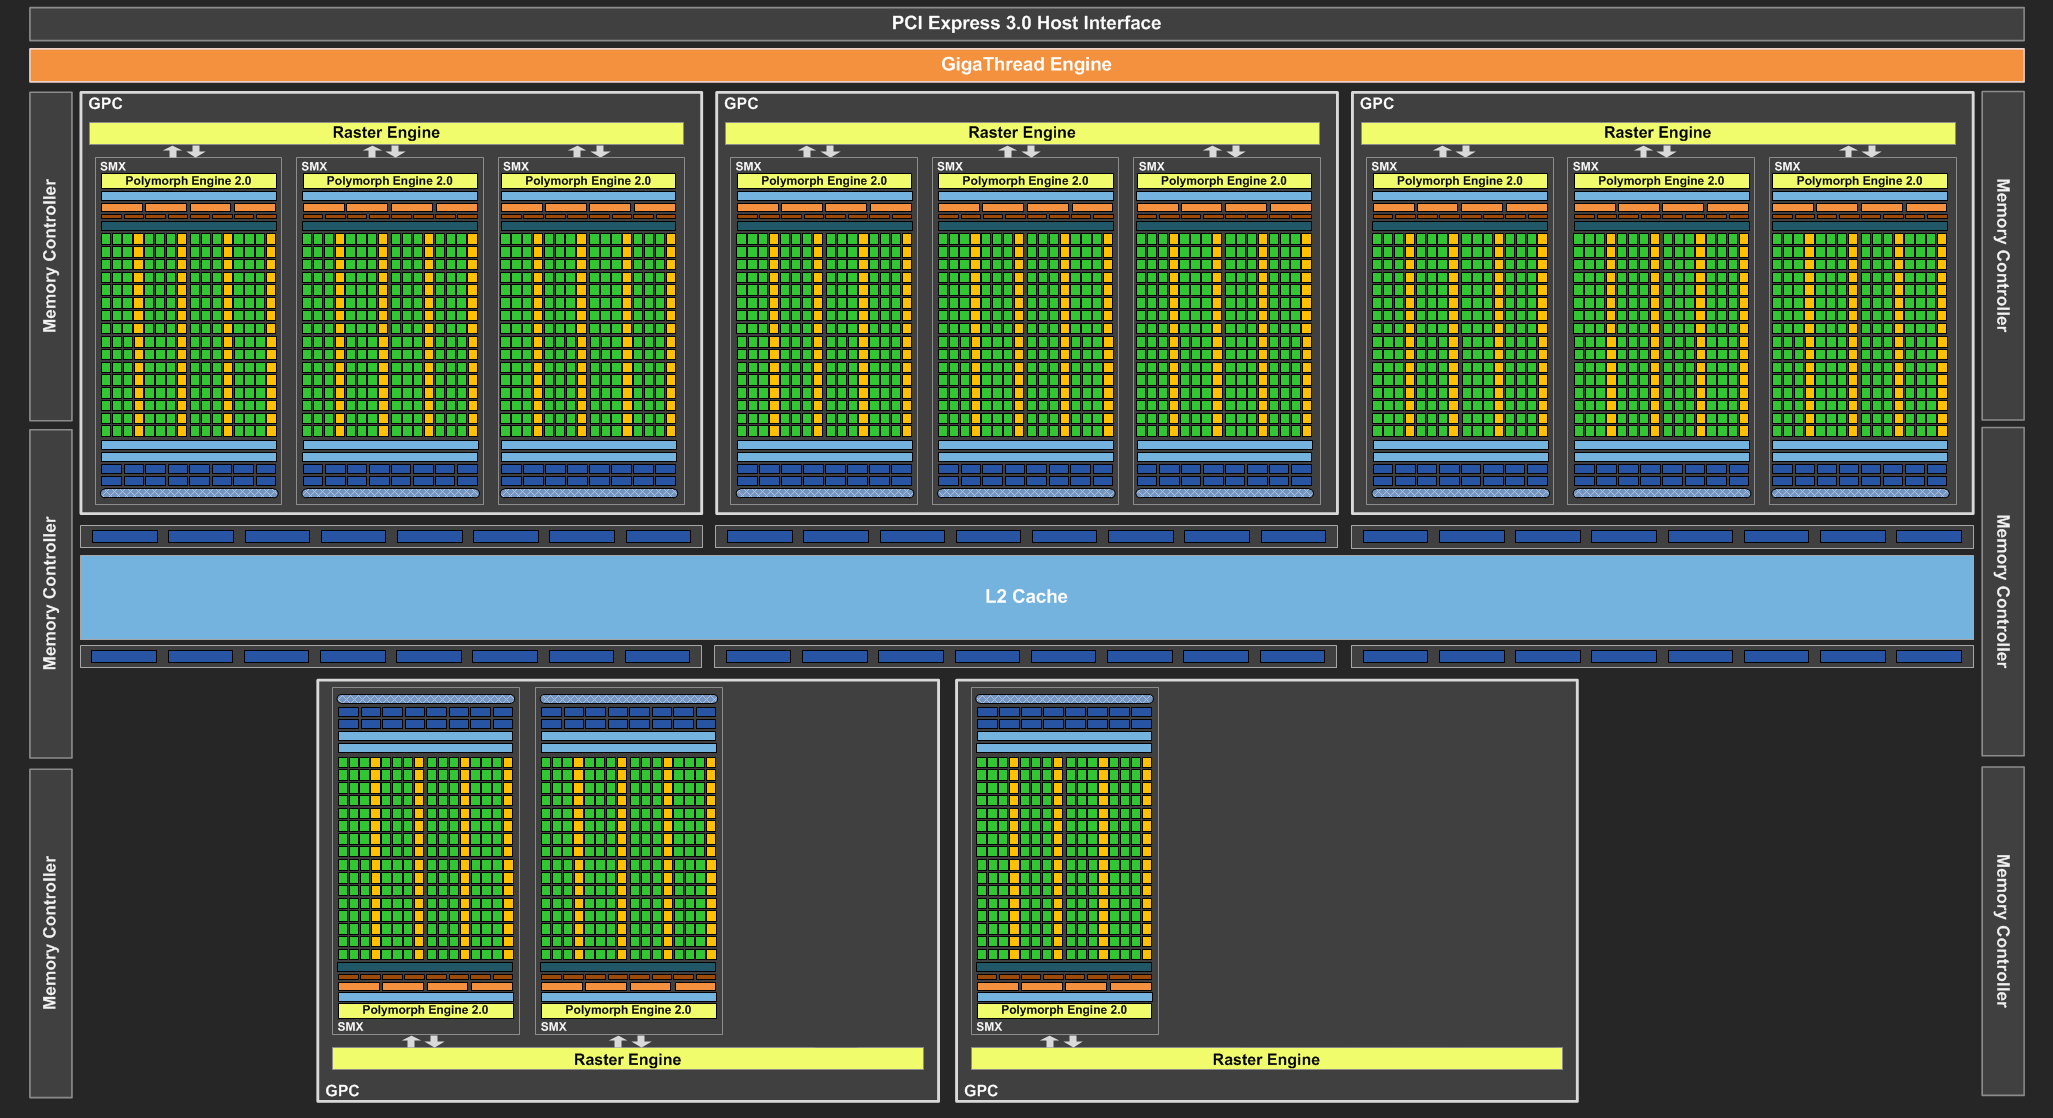 PCI Express 3.0 Host Interface
GigaThread Engine
Memory Controller
Memory Controller
Memory Controller
GPC
Raster Engine
SMX
Polymorph Engine 2.0
SMX
Polymorph Engine 2.0
SMX
Polymorph Engine 2.0
GPC
Raster Engine
SMX
Polymorph Engine 2.0
SMX
Polymorph Engine 2.0
SMX
Polymorph Engine 2.0
GPC
Raster Engine
SMX
Polymorph Engine 2.0
SMX
Polymorph Engine 2.0
SMX
Polymorph Engine 2.0
Memory Controller
Memory Controller
Memory Controller
L2 Cache
Polymorph Engine 2.0
SMX
Polymorph Engine 2.0
SMX
Raster Engine
GPC
Polymorph Engine 2.0
SMX
Raster Engine
GPC